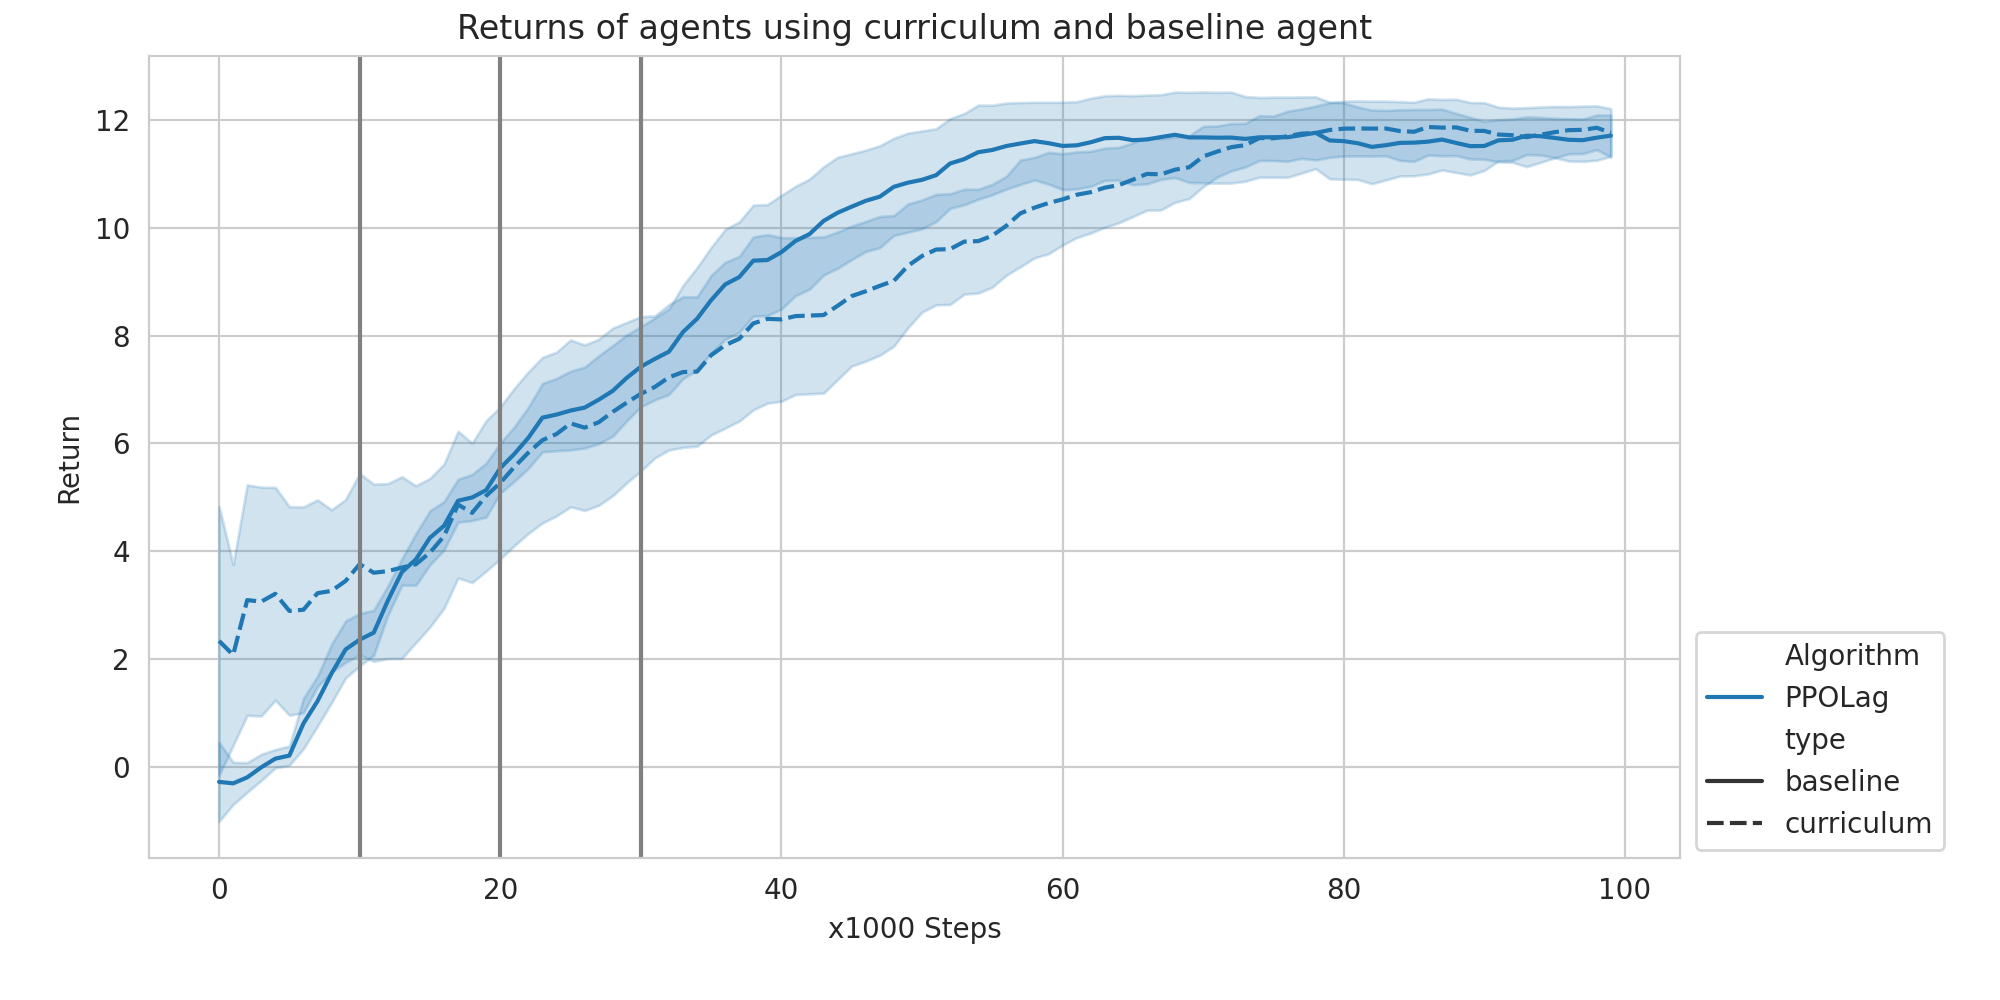 Returns of agents using curriculum and baseline agent
12
10
8
6
4
2
0
Return
0 20 40 60 80 100
x1000 Steps
Algorithm
PPOLag
type
baseline
curriculum